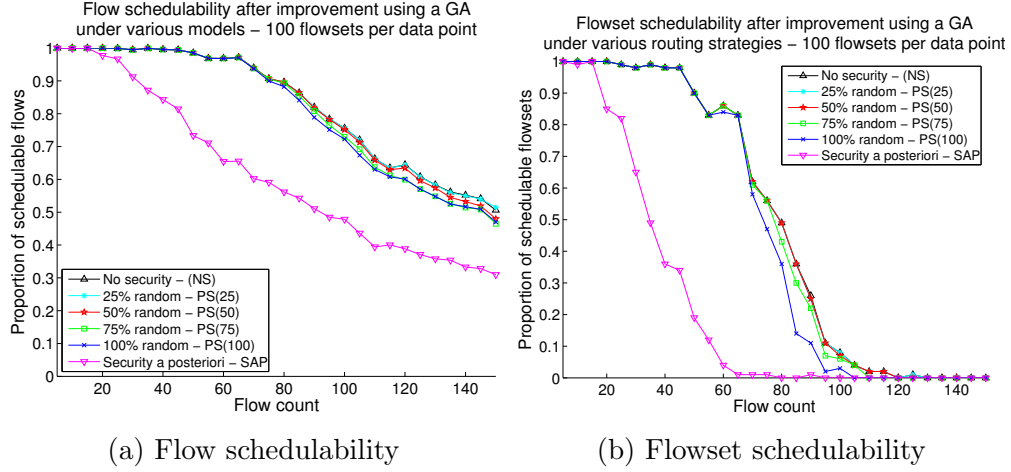 Flow schedulability after improvement using a GA
under various models – 100 flowsets per data point
1
0.9
0.8
0.7
0.6
0.5
0.4
0.3
0.2
0.1
0
Proportion of schedulable flows
No security – (NS)
25% random – PS(25)
50% random – PS(50)
75% random – PS(75)
100% random – PS(100)
Security a posteriori – SAP
20 40 60 80 100 120 140
Flow count
(a) Flow schedulability
Flowset schedulability after improvement using a GA
under various routing strategies – 100 flowsets per data point
1
0.9
0.8
0.7
0.6
0.5
0.4
0.3
0.2
0.1
0
Proportion of schedulable flowsets
No security – (NS)
25% random – PS(25)
50% random – PS(50)
75% random – PS(75)
100% random – PS(100)
Security a posteriori – SAP
20 40 60 80 100 120 140
Flow count
(b) Flowset schedulability